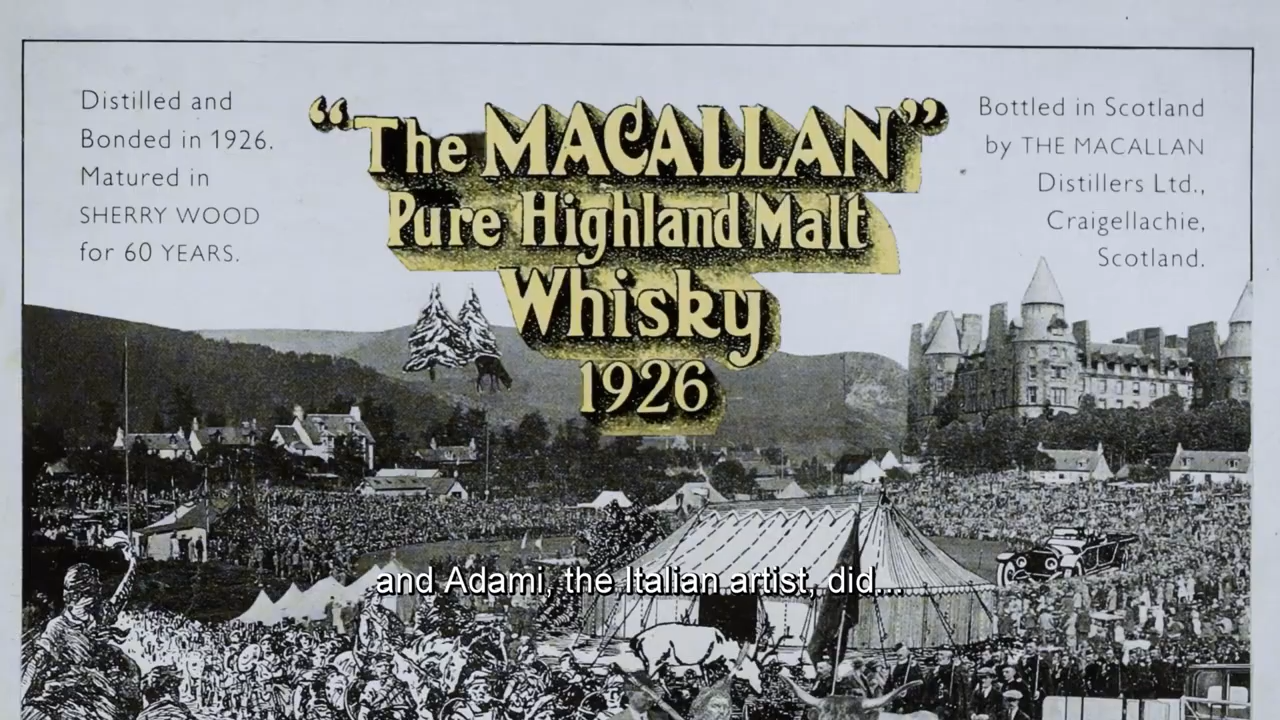 Distilled and
Bonded in 1926.
Matured in
SHERRY WOOD
for 60 YEARS.
“The MACALLAN”
Pure Highland Malt
Whisky
1926
Bottled in Scotland
by THE MACALLAN
Distillers Ltd.,
Craigellachie,
Scotland.
and Adami, the Italian artist, did...